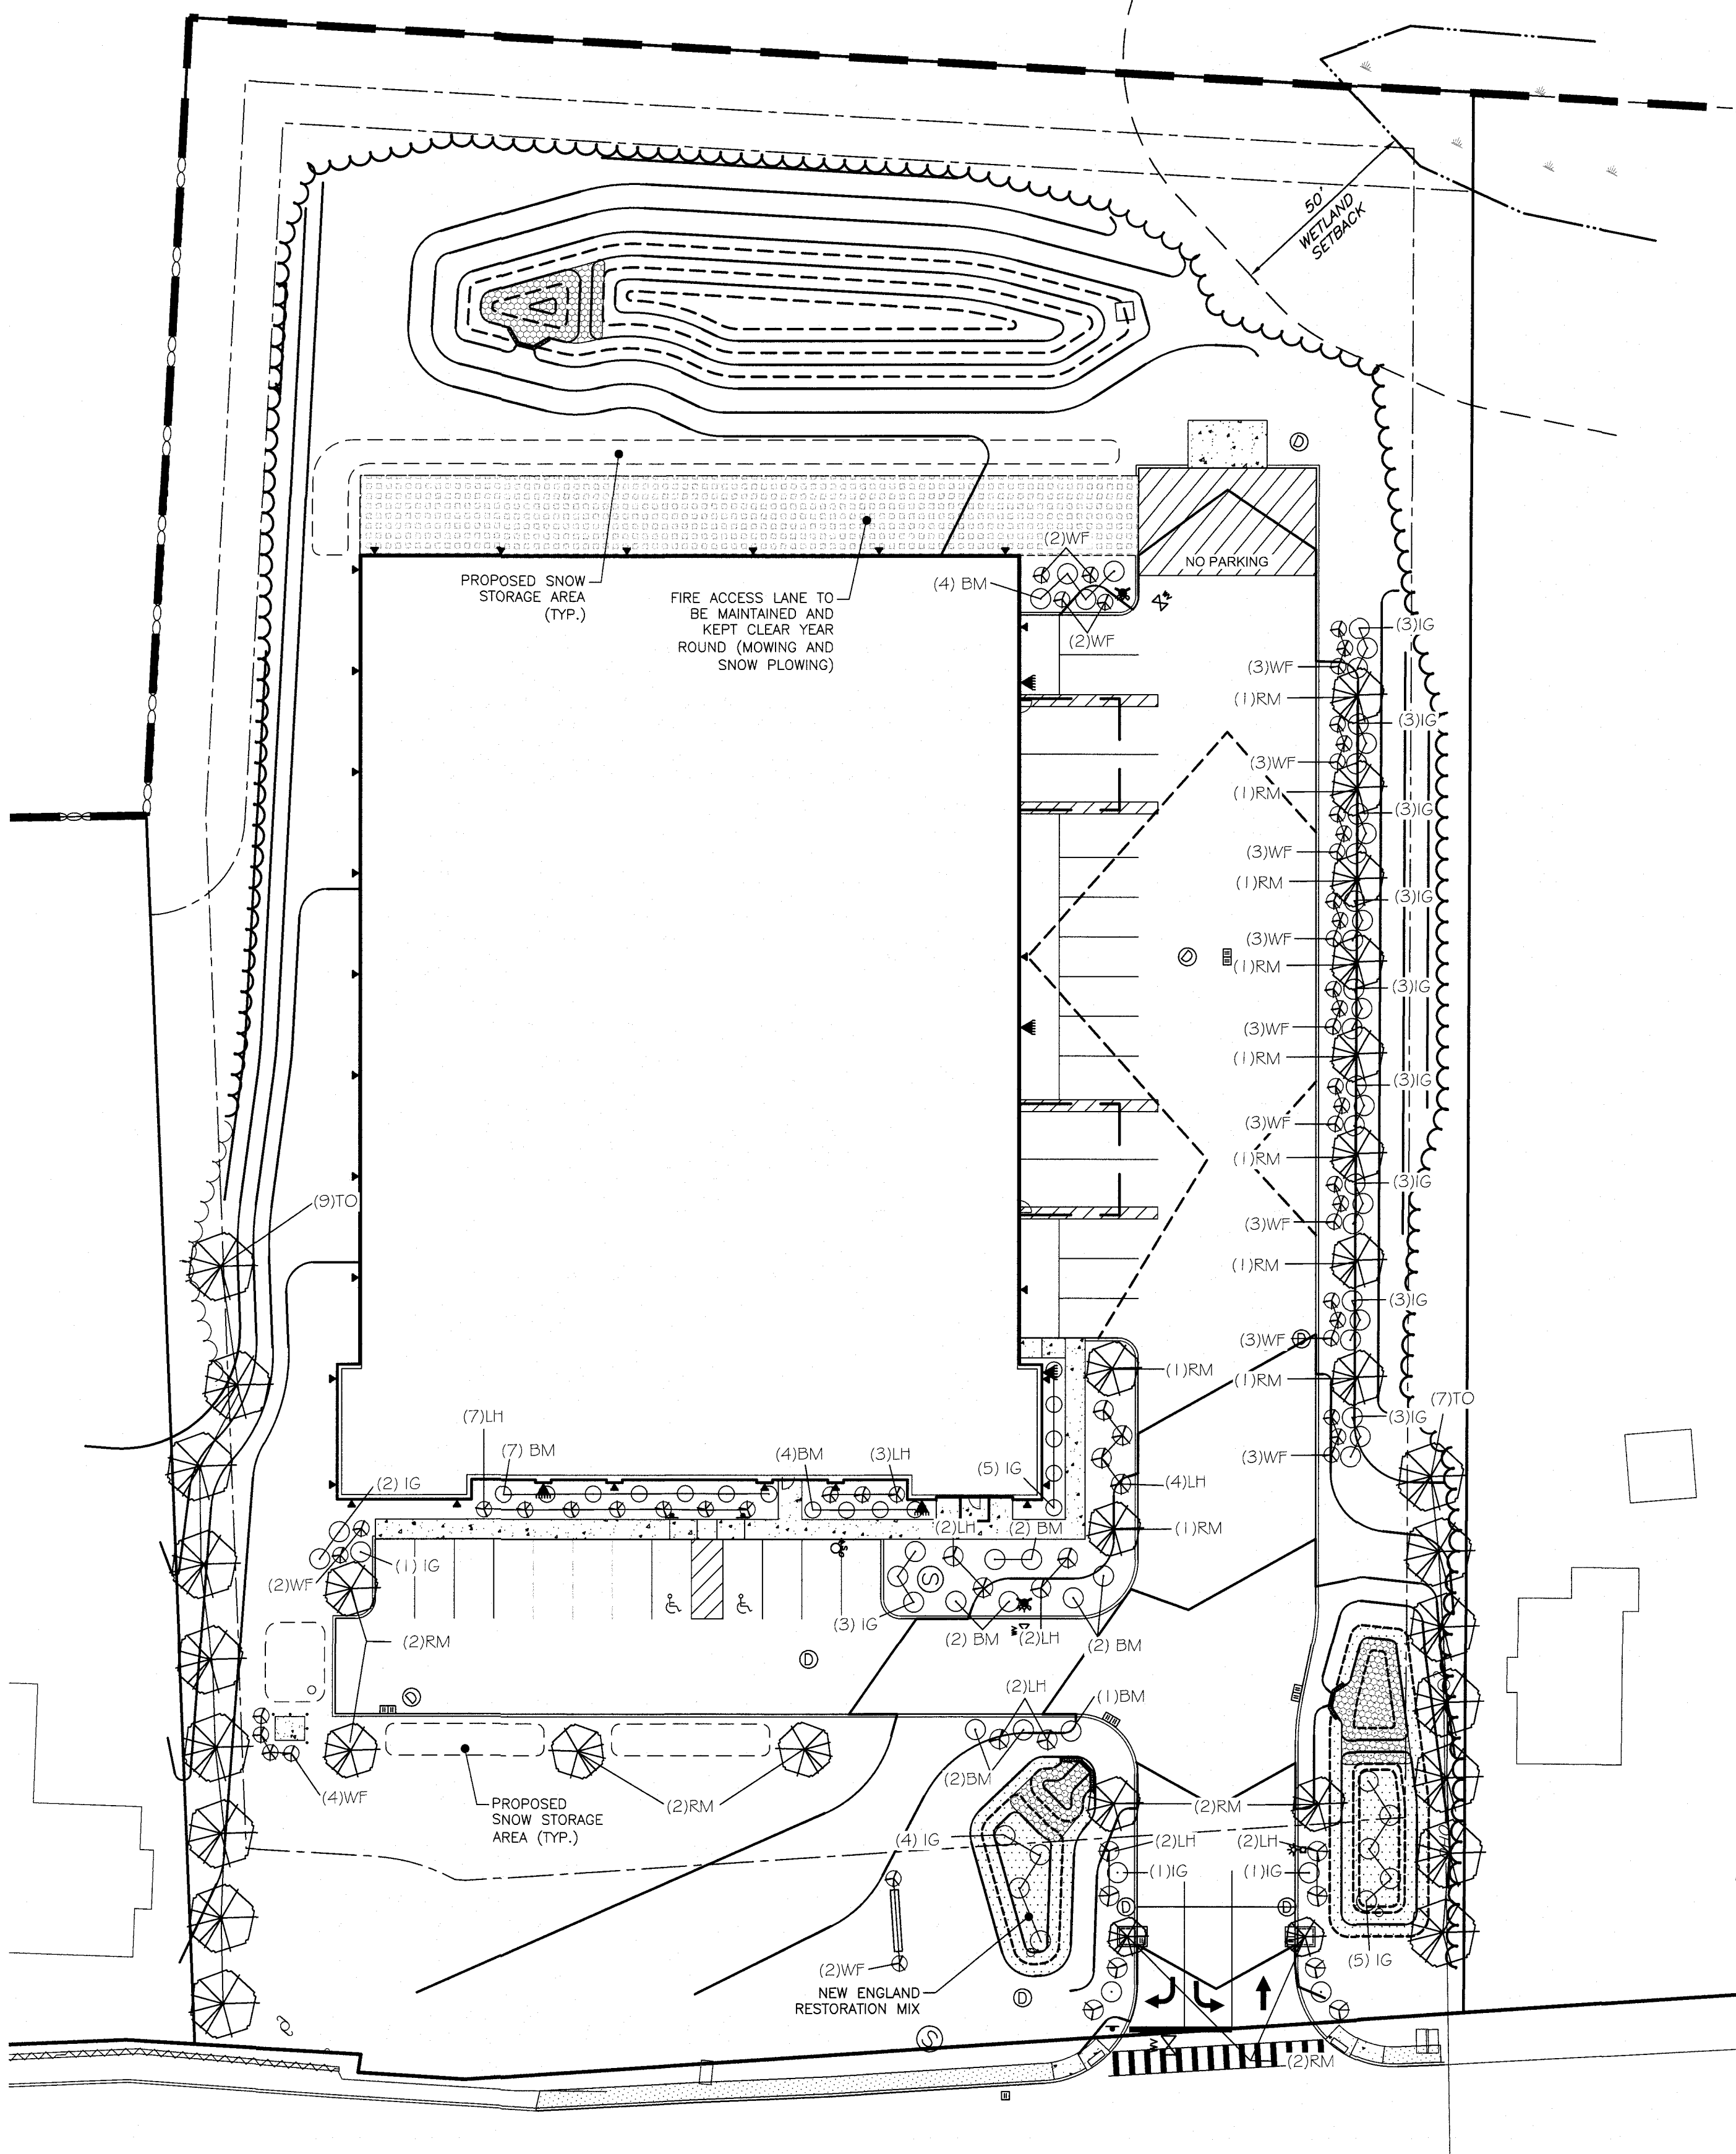 50'
WETLAND
SETBACK
NO PARKING
(2)WF
(4) BM
(2)WF
PROPOSED SNOW
STORAGE AREA
(TYP.)
FIRE ACCESS LANE TO
BE MAINTAINED AND
KEPT CLEAR YEAR
ROUND (MOWING AND
SNOW PLOWING)
D
(3)IG
(3)WF
(1)RM
(3)IG
(3)WF
(1)RM
(3)IG
(3)WF
(1)RM
(3)IG
(3)WF
(1)RM
D
(3)IG
(3)WF
(1)RM
(3)IG
(3)WF
(1)RM
(3)IG
(3)WF
(1)RM
(9)TO
(3)IG
(3)WF
D
(1)RM
(1)RM
(7)TO
(3)IG
(3)WF
(7)LH
(7) BM
(4)BM
(3)LH
(5) IG
(4)LH
(2) IG
(1)RM
(2)LH
(2) BM
(1) IG
(2)WF
S
(3) IG
(2) BM
(2)LH
(2) BM
(2)RM
D
D
(2)LH
(1)BM
(2)BM
(4)WF
PROPOSED
SNOW STORAGE
AREA (TYP.)
(2)RM
(2)RM
(4) IG
(2)LH
(2)LH
(1)IG
(1)IG
D
D
(5) IG
(2)WF
NEW ENGLAND
RESTORATION MIX
D
S
(2)RM